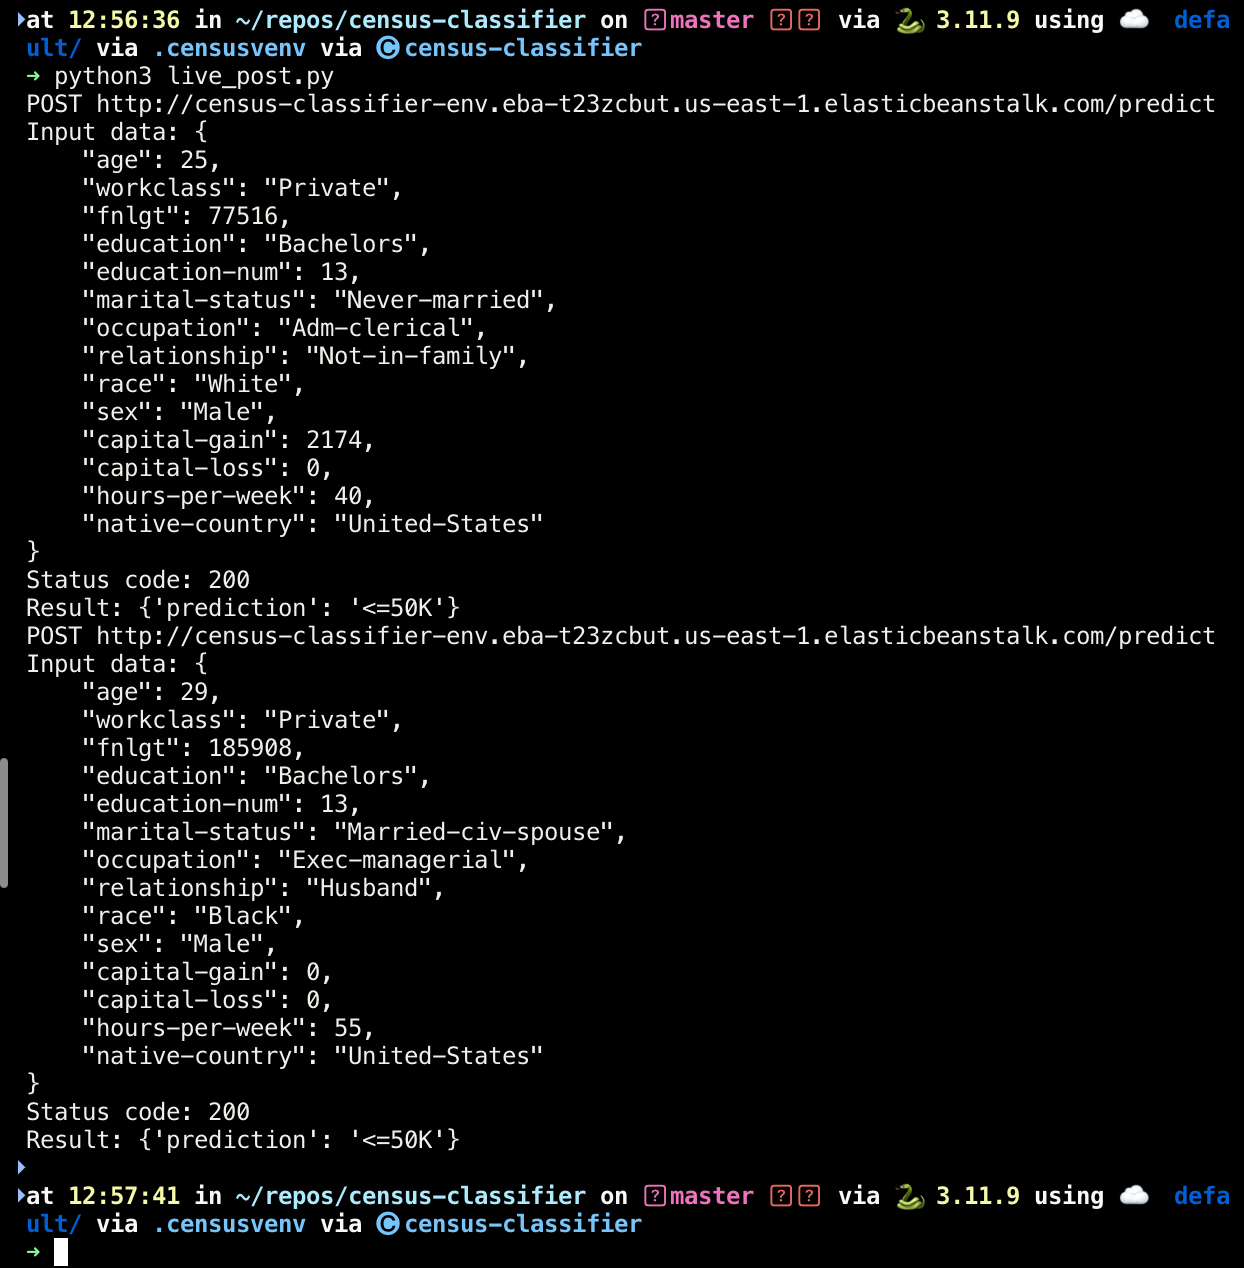 at 12:56:36 in ~/repos/census-classifier on master via 🐍 3.11.9 using ☁️ defa
ult/ via .censusvenv via 🅒 census-classifier
➜ python3 live_post.py
POST http://census-classifier-env.eba-t23zcbut.us-east-1.elasticbeanstalk.com/predict
Input data: {
    "age": 25,
    "workclass": "Private",
    "fnlgt": 77516,
    "education": "Bachelors",
    "education-num": 13,
    "marital-status": "Never-married",
    "occupation": "Adm-clerical",
    "relationship": "Not-in-family",
    "race": "White",
    "sex": "Male",
    "capital-gain": 2174,
    "capital-loss": 0,
    "hours-per-week": 40,
    "native-country": "United-States"
}
Status code: 200
Result: {'prediction': '<=50K'}
POST http://census-classifier-env.eba-t23zcbut.us-east-1.elasticbeanstalk.com/predict
Input data: {
    "age": 29,
    "workclass": "Private",
    "fnlgt": 185908,
    "education": "Bachelors",
    "education-num": 13,
    "marital-status": "Married-civ-spouse",
    "occupation": "Exec-managerial",
    "relationship": "Husband",
    "race": "Black",
    "sex": "Male",
    "capital-gain": 0,
    "capital-loss": 0,
    "hours-per-week": 55,
    "native-country": "United-States"
}
Status code: 200
Result: {'prediction': '<=50K'}
at 12:57:41 in ~/repos/census-classifier on master via 🐍 3.11.9 using ☁️ defa
ult/ via .censusvenv via 🅒 census-classifier
➜